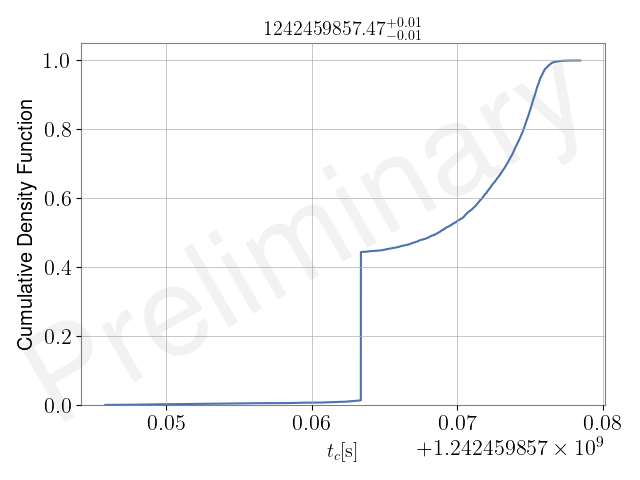 1242459857.47^{+0.01}_{-0.01}
Cumulative Density Function
1.0
0.8
0.6
0.4
0.2
0.0
0.05 0.06 0.07 0.08
t_c[s]
+1.242459857 × 10^9
Preliminary